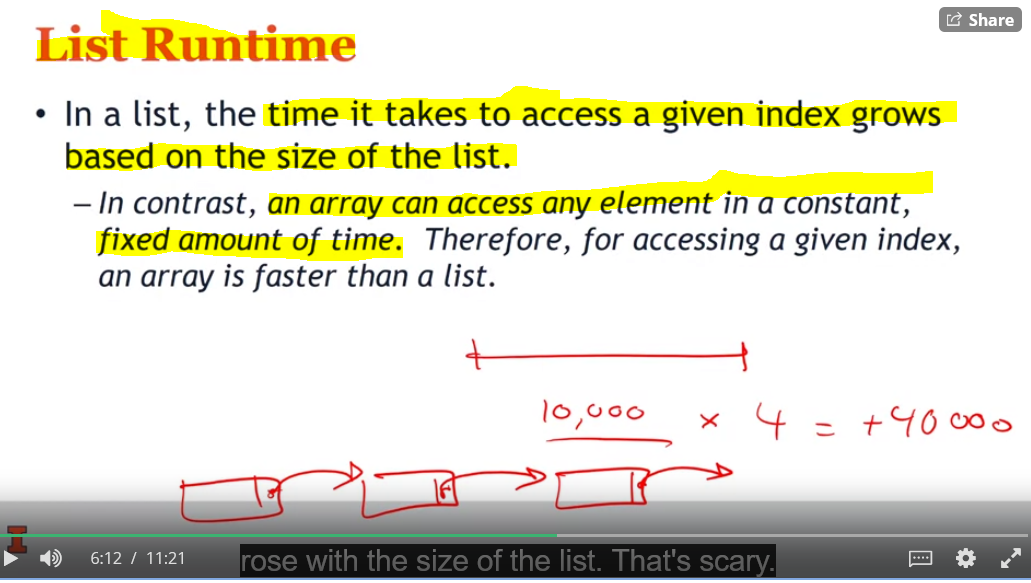 Share
List Runtime
• In a list, the time it takes to access a given index grows
based on the size of the list.
– In contrast, an array can access any element in a constant,
fixed amount of time. Therefore, for accessing a given index,
an array is faster than a list.
10,000 × 4 = +40 000
rose with the size of the list. That's scary.
6:12 / 11:21